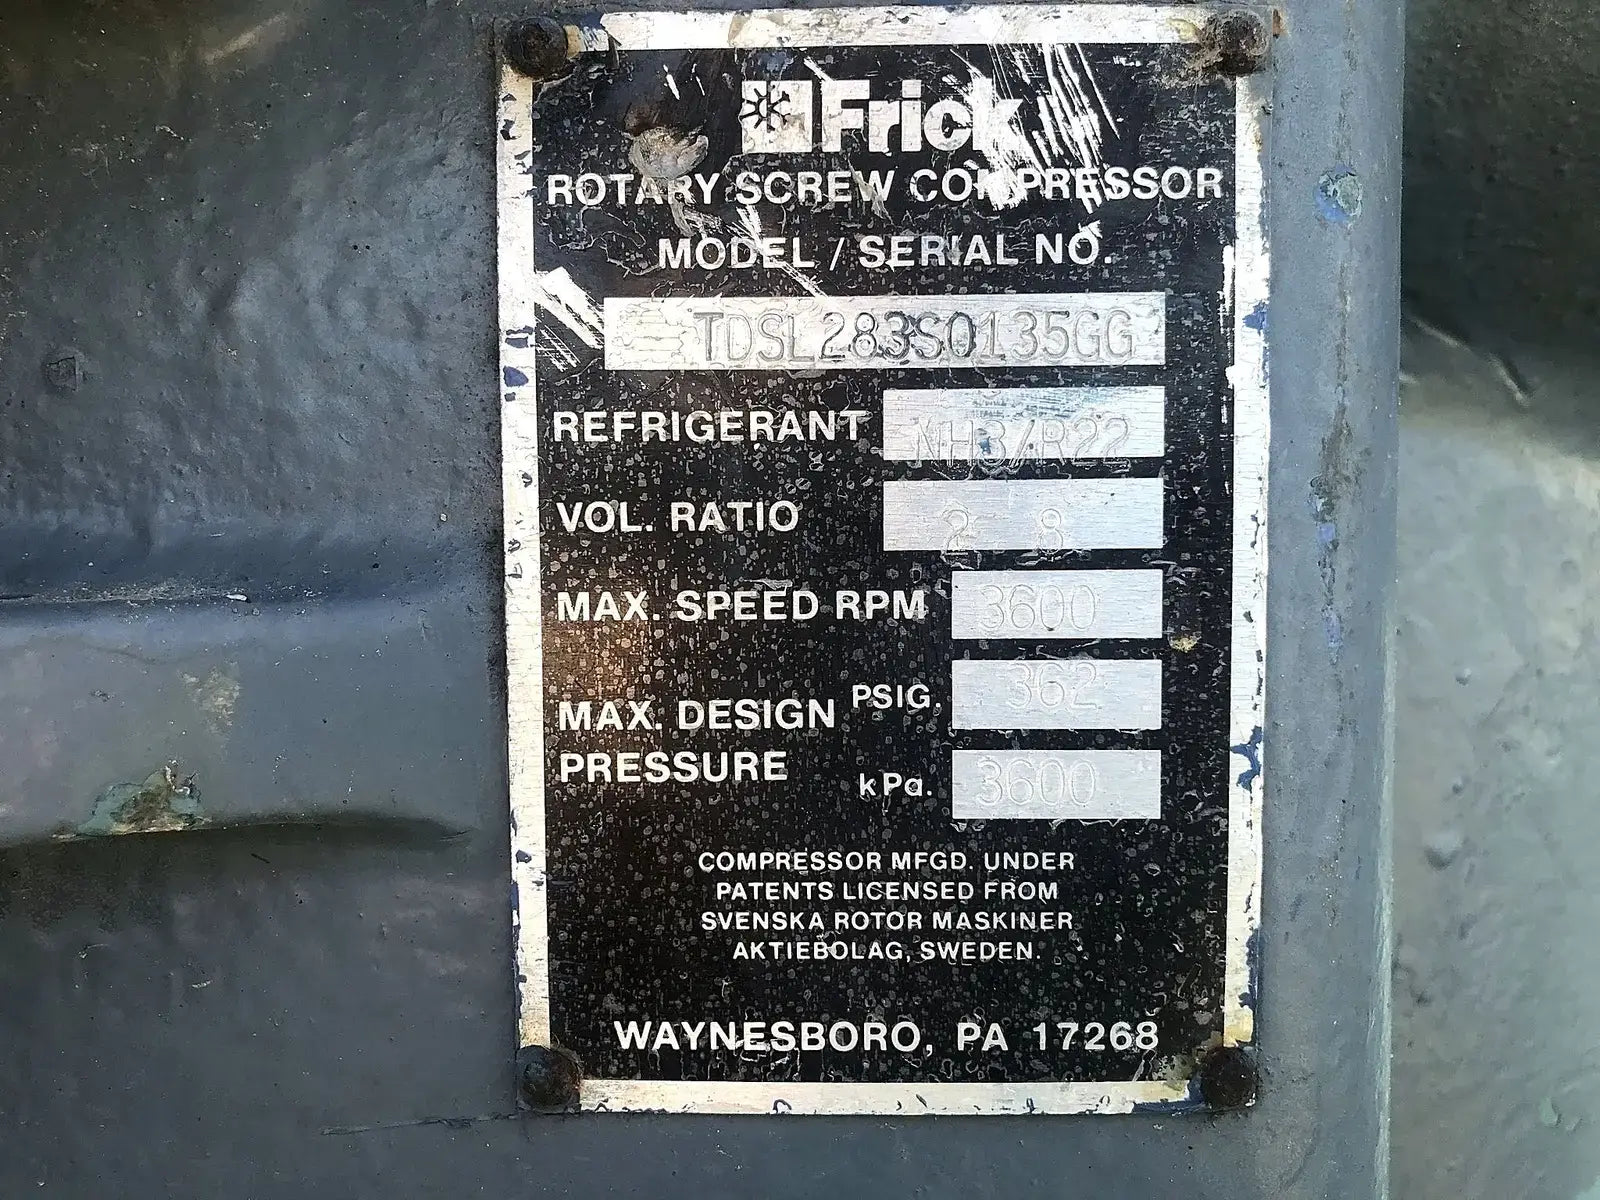 Frick
ROTARY SCREW COMPRESSOR
MODEL / SERIAL NO.
TDSL283S0135GG
REFRIGERANT NH3/R22
VOL. RATIO 2 8
MAX. SPEED RPM 3600
MAX. DESIGN PRESSURE PSIG. 362
kPa. 3600
COMPRESSOR MFGD. UNDER
PATENTS LICENSED FROM
SVENSKA ROTOR MASKINER
AKTIEBOLAG, SWEDEN.
WAYNESBORO, PA 17268